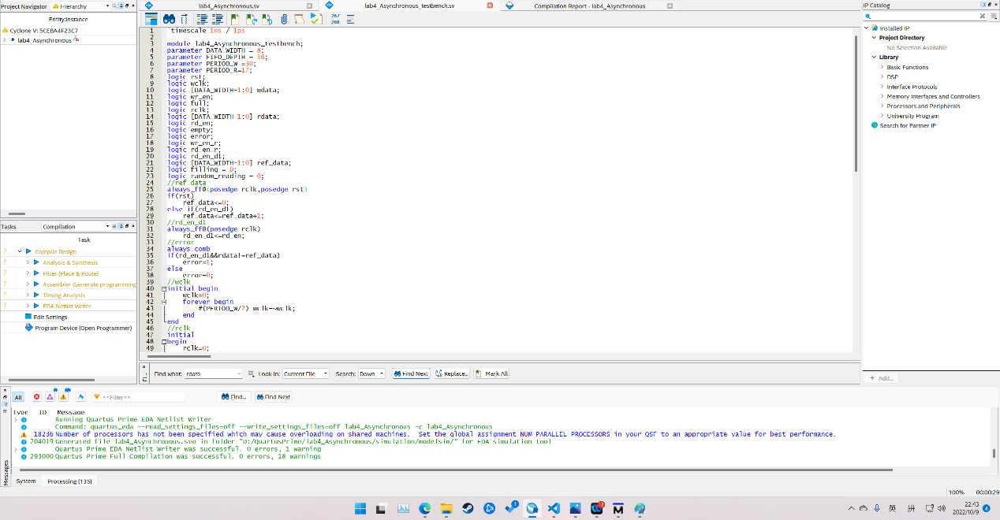 Project Navigator
Hierarchy
Entity:Instance
Cyclone V: 5CEBA4F23C7
lab4_Asynchronous
Tasks
Compilation
Task
Compile Design
Analysis & Synthesis
Fitter (Place & Route)
Assembler (Generate programming
Timing Analysis
EDA Netlist Writer
Edit Settings
Program Device (Open Programmer)
lab4_Asynchronous.sv
lab4_Asynchronous_testbench.sv
Compilation Report - lab4_Asynchronous
267
268
1 `timescale 1ns / 1ps
2
3 module lab4_Asynchronous_testbench;
4 parameter DATA_WIDTH = 8;
5 parameter FIFO_DEPTH = 16;
6 parameter PERIOD_W =30;
7 parameter PERIOD_R=17;
8 logic rst;
9 logic wclk;
10 logic [DATA_WIDTH-1:0] wdata;
11 logic wr_en;
12 logic full;
13 logic rclk;
14 logic [DATA_WIDTH-1:0] rdata;
15 logic rd_en;
16 logic empty;
17 logic error;
18 logic wr_en_r;
19 logic rd_en_r;
20 logic rd_en_d1;
21 logic [DATA_WIDTH-1:0] ref_data;
22 logic filling = 0;
23 logic random_reading = 0;
24 //ref_data
25 always_ff@(posedge rclk,posedge rst)
26 if(rst)
27 ref_data<=0;
28 else if(rd_en_d1)
29 ref_data<=ref_data+1;
30 //rd_en_d1
31 always_ff@(posedge rclk)
32 rd_en_d1<=rd_en;
33 //error
34 always_comb
35 if(rd_en_d1&&rdata!=ref_data)
36 error=1;
37 else
38 error=0;
39 //wclk
40 initial begin
41 wclk=0;
42 forever begin
43 #(PERIOD_W/2) wclk=~wclk;
44 end
45 end
46 //rclk
47 initial
48 begin
49 rclk=0;
Find what: rdata
Look in: Current File
Search: Down
Find Next
Replace...
Mark All
IP Catalog
Installed IP
Project Directory
No Selection Available
Library
Basic Functions
DSP
Interface Protocols
Memory Interfaces and Controllers
Processors and Peripherals
University Program
Search for Partner IP
+ Add...
All
<<Filter>>
Find...
Find Next
Type ID Message
Running Quartus Prime EDA Netlist Writer
Command: quartus_eda --read_settings_files=off --write_settings_files=off lab4_Asynchronous -c lab4_Asynchronous
18236 Number of processors has not been specified which may cause overloading on shared machines. Set the global assignment NUM_PARALLEL_PROCESSORS in your QSF to an appropriate value for best performance.
204019 Generated file lab4_Asynchronous.svo in folder "D:/QuartusPrime/lab4_Asynchronous/simulation/modelsim/" for EDA simulation tool
Quartus Prime EDA Netlist Writer was successful. 0 errors, 1 warning
293000 Quartus Prime Full Compilation was successful. 0 errors, 18 warnings
Messages
System
Processing (135)
100%
00:00:29
1
13
英
拼
22:43
2022/10/9
4